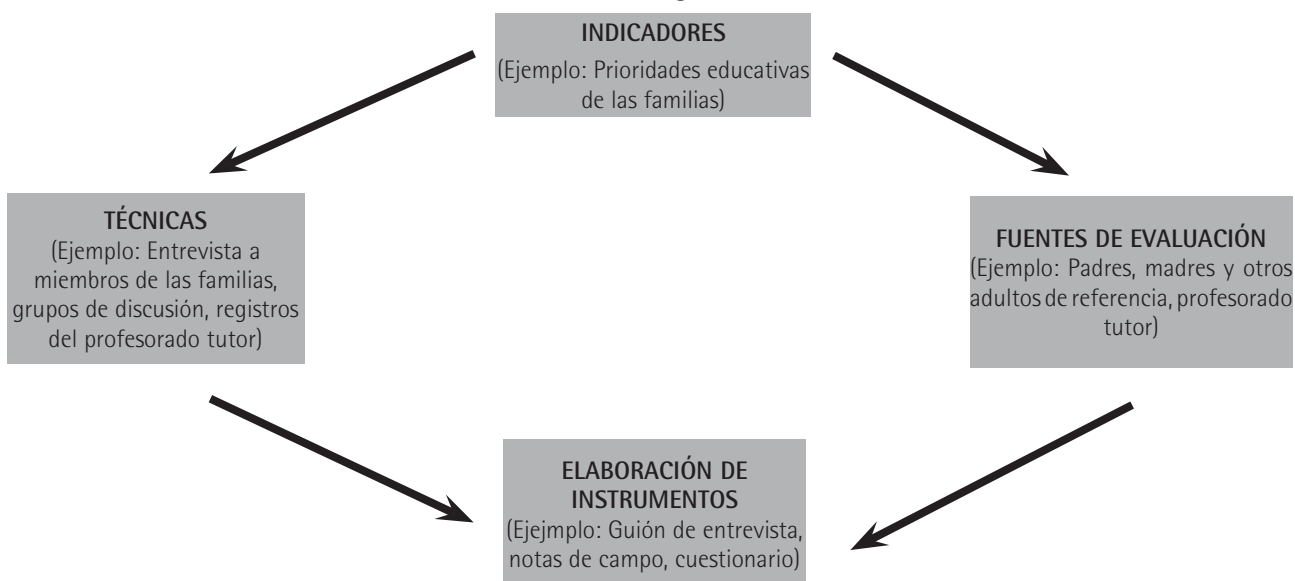 INDICADORES
(Ejemplo: Prioridades educativas
de las familias)
TÉCNICAS
(Ejemplo: Entrevista a
miembros de las familias,
grupos de discusión, registros
del profesorado tutor)
FUENTES DE EVALUACIÓN
(Ejemplo: Padres, madres y otros
adultos de referencia, profesorado
tutor)
ELABORACIÓN DE
INSTRUMENTOS
(Ejejmplo: Guión de entrevista,
notas de campo, cuestionario)